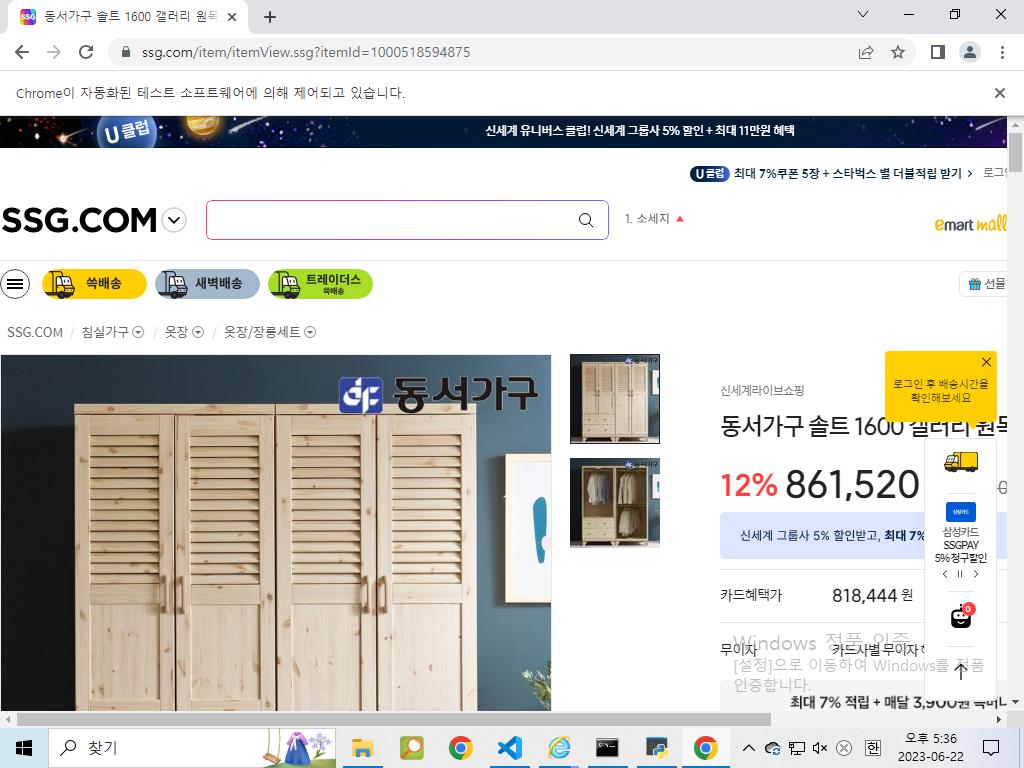 동서가구 솔트 1600 갤러리 원목
ssg.com/item/itemView.ssg?itemId=1000518594875
Chrome이 자동화된 테스트 소프트웨어에 의해 제어되고 있습니다.
U 클럽
신세계 유니버스 클럽! 신세계 그룹사 5% 할인 + 최대 11만원 혜택
U 클럽 최대 7%쿠폰 5장 + 스타벅스 별 더블적립 받기
로그인
SSG.COM
1. 소세지
emart mall
쓱배송
새벽배송
트레이더스
쓱배송
선물
SSG.COM / 침실가구 / 옷장 / 옷장/장롱세트
동서가구
로그인 후 배송시간을
확인해보세요
신세계라이브쇼핑
동서가구 솔트 1600 갤러리 원목
12% 861,520
신세계 그룹사 5% 할인받고, 최대 7%
삼성카드
삼성카드
SSGPAY
5% 청구할인
카드혜택가 818,444 원
0
무이자 카드사별 무이자
Windows 정품 인증
[설정]으로 이동하여 Windows를 정품
인증합니다.
최대 7% 적립 + 매달 3,900원
찾기
한
오후 5:36
2023-06-22